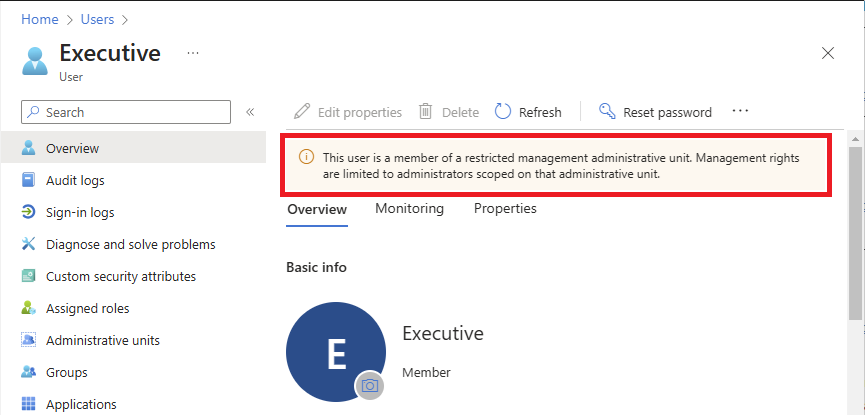 Home > Users >
Executive ...
User
Search «
Edit properties Delete Refresh Reset password ...
Overview
Audit logs
Sign-in logs
Diagnose and solve problems
Custom security attributes
Assigned roles
Administrative units
Groups
Applications
This user is a member of a restricted management administrative unit. Management rights
are limited to administrators scoped on that administrative unit.
Overview Monitoring Properties
Basic info
E
Executive
Member